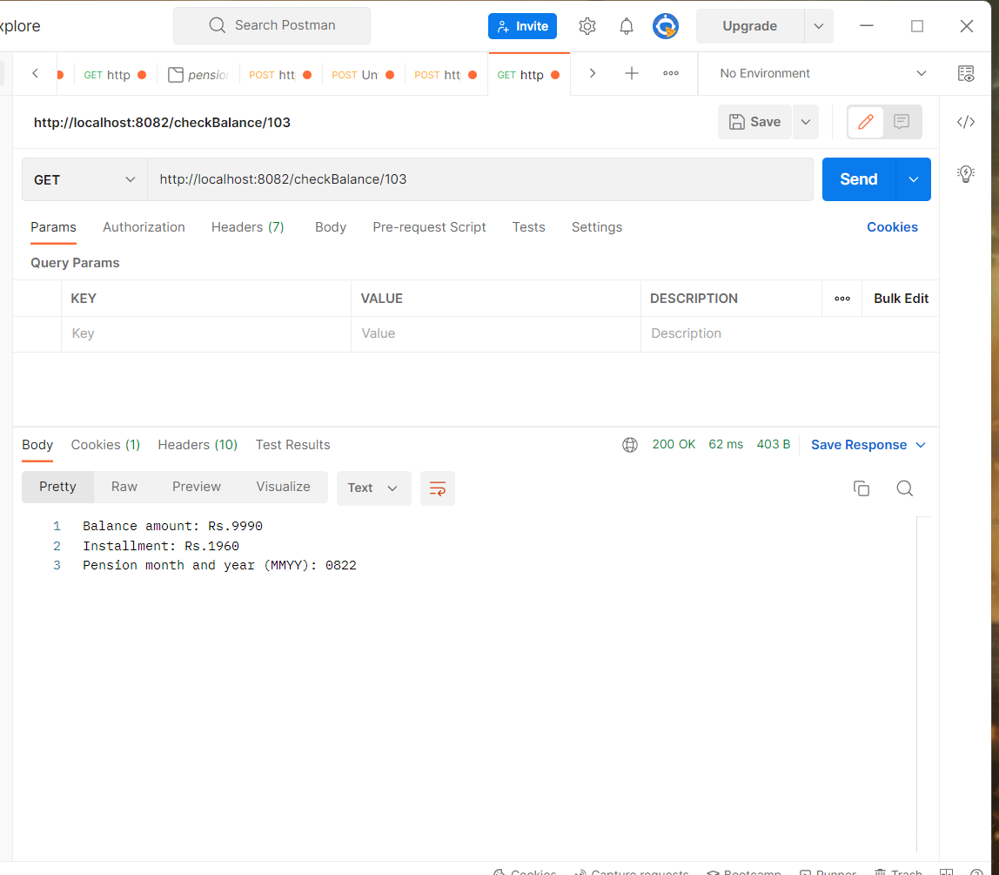 xplore
Search Postman
Invite
Upgrade
GET http
pension
POST htt
POST Un
POST htt
GET http
No Environment
http://localhost:8082/checkBalance/103
Save
GET
http://localhost:8082/checkBalance/103
Send
Params
Authorization
Headers (7)
Body
Pre-request Script
Tests
Settings
Cookies
Query Params
KEY
VALUE
DESCRIPTION
Bulk Edit
Key
Value
Description
Body
Cookies (1)
Headers (10)
Test Results
200 OK
62 ms
403 B
Save Response
Pretty
Raw
Preview
Visualize
Text
1 Balance amount: Rs.9990
2 Installment: Rs.1960
3 Pension month and year (MMYY): 0822
Cookies
Capture requests
Bootcamp
Runner
Trash